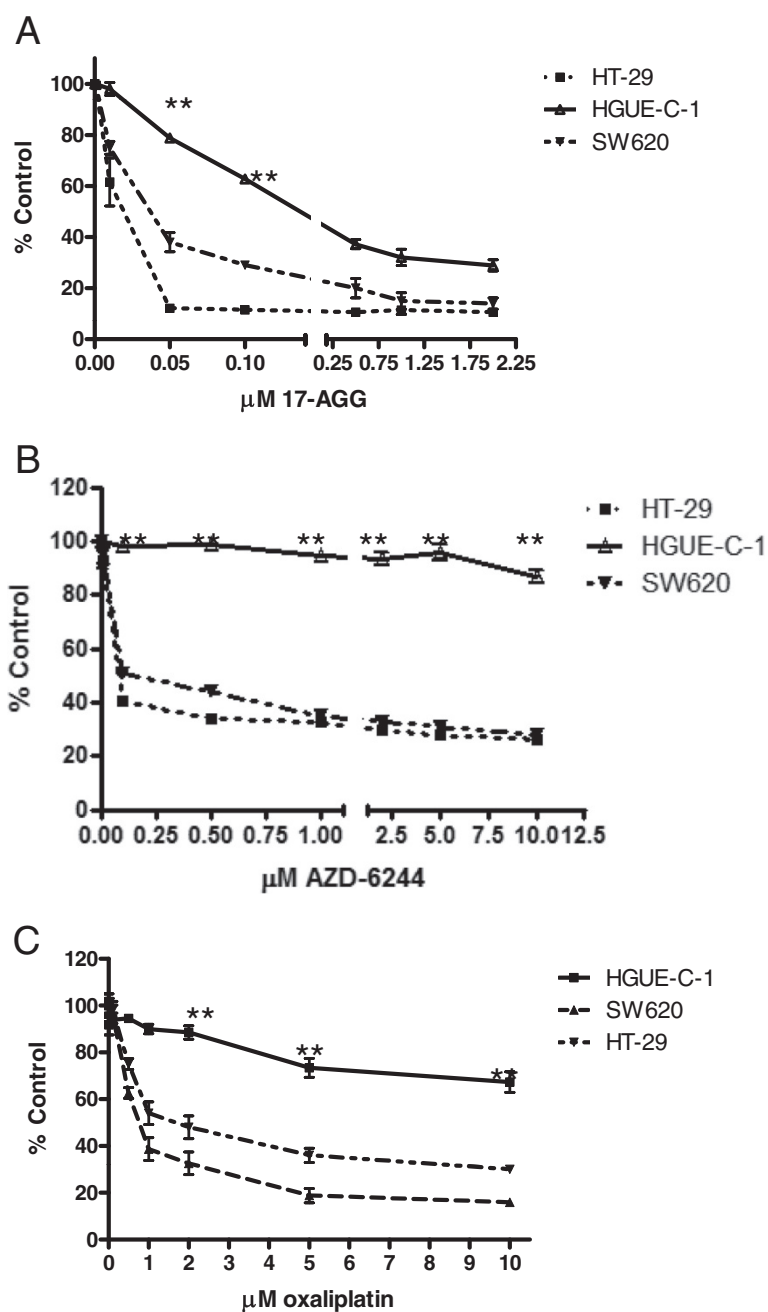 A
HT-29
HGUE-C-1
SW620
% Control
100
80
60
40
20
0
**
**
0.00 0.05 0.10 0.25 0.75 1.25 1.75 2.25
μM 17-AGG
B
HT-29
HGUE-C-1
SW620
% Control
120
100
80
60
40
20
0
** ** ** ** ** **
0.00 0.25 0.50 0.75 1.00 2.5 5.0 7.5 10.0 12.5
μM AZD-6244
C
HGUE-C-1
SW620
HT-29
% Control
120
100
80
60
40
20
0
**
**
**
0 1 2 3 4 5 6 7 8 9 10
μM oxaliplatin